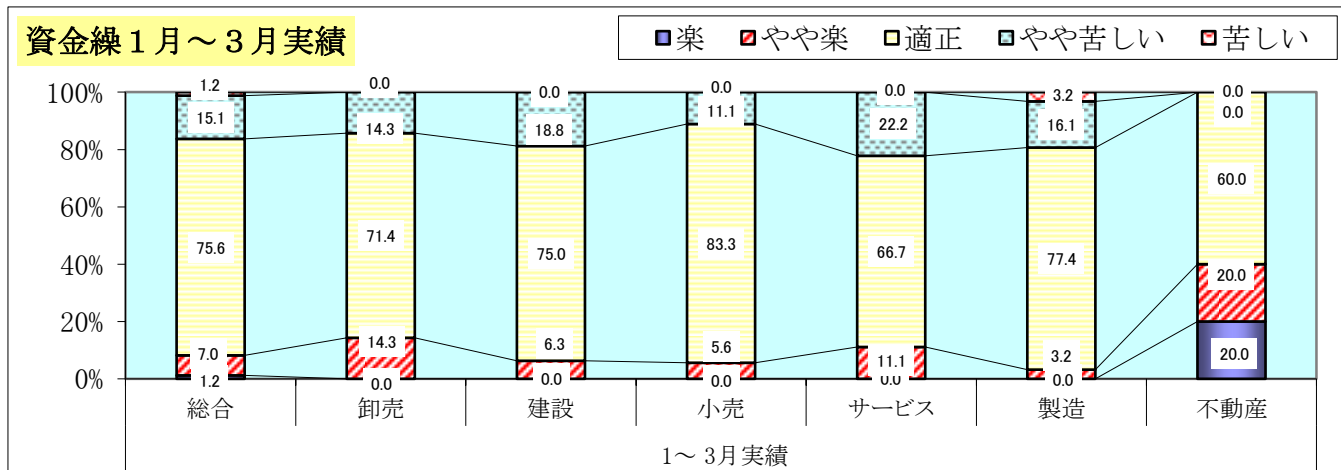 資金繰１月～３月実績
楽 やや楽 適正 やや苦しい 苦しい
100%
80%
60%
40%
20%
0%
1.2 0.0 0.0 0.0 0.0 3.2 0.0
15.1 14.3 18.8 11.1 22.2 16.1 0.0
75.6 71.4 75.0 83.3 66.7 77.4 60.0
7.0 14.3 6.3 5.6 11.1 3.2 20.0
1.2 0.0 0.0 0.0 0.0 0.0 20.0
総合 卸売 建設 小売 サービス 製造 不動産
1～ 3月実績